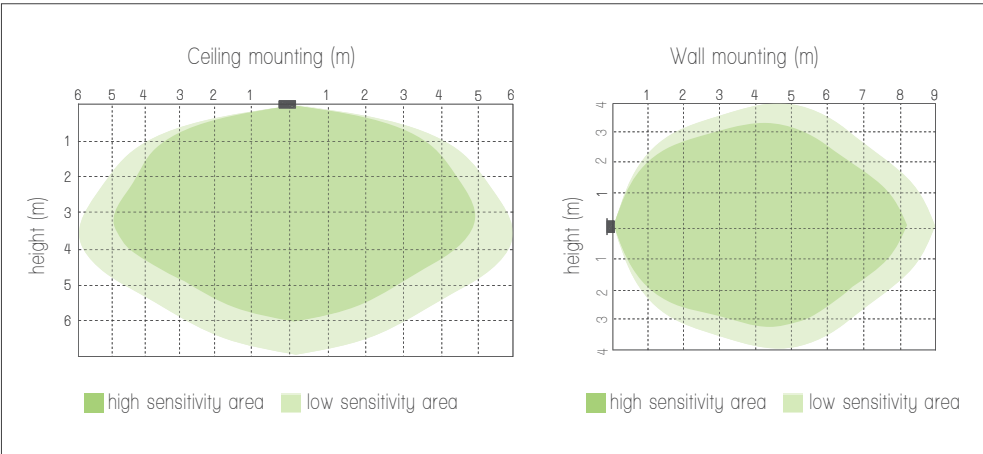 Ceiling mounting (m)
6 5 4 3 2 1 1 2 3 4 5 6
1
2
3
4
5
6
height (m)
high sensitivity area low sensitivity area
Wall mounting (m)
1 2 3 4 5 6 7 8 9
4
3
2
1
1
2
3
4
height (m)
high sensitivity area low sensitivity area